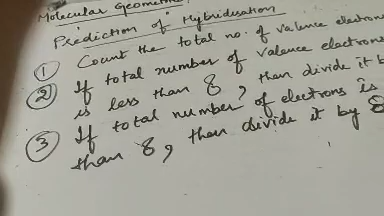 Molecular Geometries
Prediction of Hybridisation
① Count the total no. of valence electrons
② If total number of valence electrons
is less than 8, then divide it b
③ If total number of electrons is
than 8, then divide it by 8